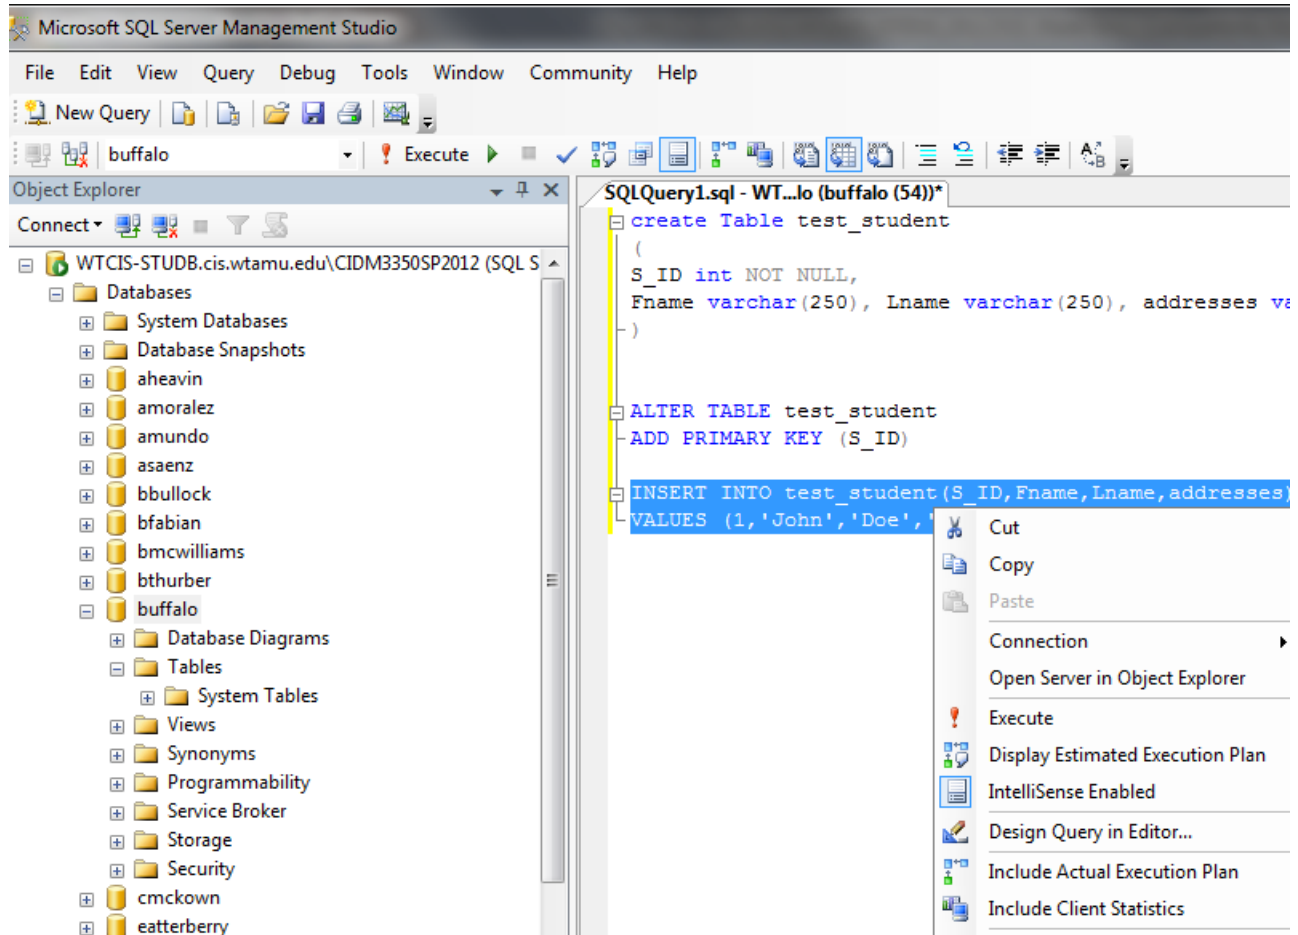 Microsoft SQL Server Management Studio
File Edit View Query Debug Tools Window Community Help
New Query
buffalo Execute
Object Explorer
Connect
WTCIS-STUDB.cis.wtamu.edu\CIDM3350SP2012 (SQL S
Databases
System Databases
Database Snapshots
aheavin
amoralez
amundo
asaenz
bbullock
bfabian
bmcwilliams
bthurber
buffalo
Database Diagrams
Tables
System Tables
Views
Synonyms
Programmability
Service Broker
Storage
Security
cmckown
eatterberry
SQLQuery1.sql - WT...lo (buffalo (54))*
create Table test_student
(
S_ID int NOT NULL,
Fname varchar(250), Lname varchar(250), addresses va
)
ALTER TABLE test_student
ADD PRIMARY KEY (S_ID)
INSERT INTO test_student(S_ID,Fname,Lname,addresses)
VALUES (1,'John','Doe','
Cut
Copy
Paste
Connection
Open Server in Object Explorer
Execute
Display Estimated Execution Plan
IntelliSense Enabled
Design Query in Editor...
Include Actual Execution Plan
Include Client Statistics